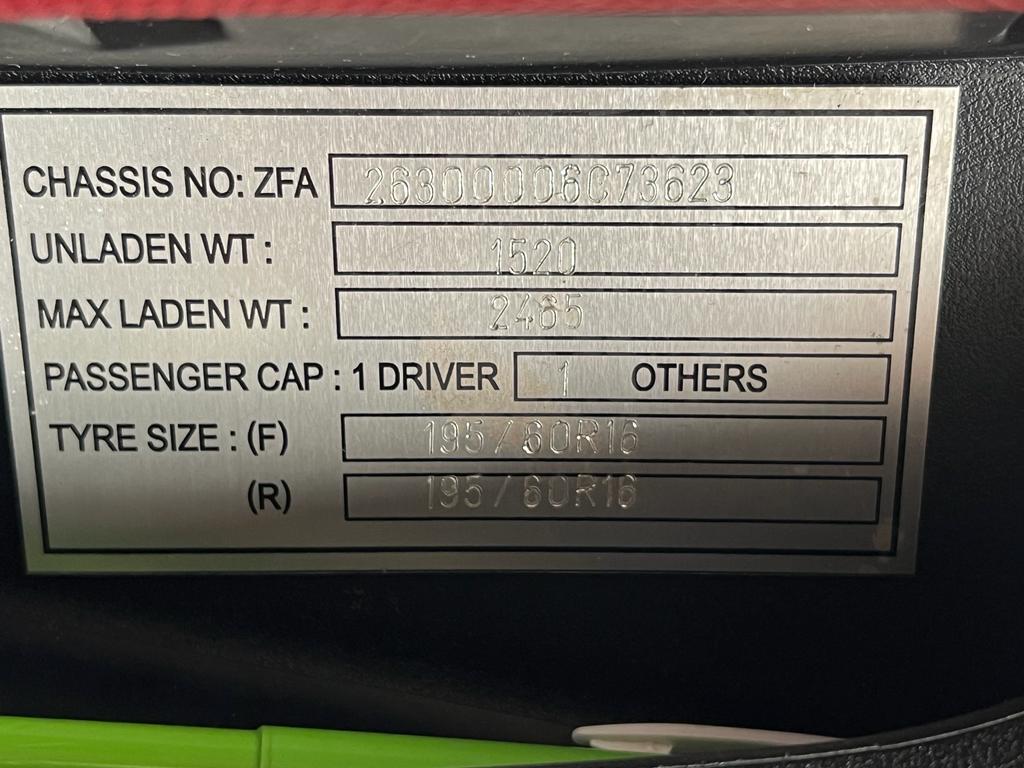 CHASSIS NO: ZFA 26300006C73623
UNLADEN WT : 1520
MAX LADEN WT : 2465
PASSENGER CAP : 1 DRIVER 1 OTHERS
TYRE SIZE : (F) 195/60R16
(R) 195/60R16